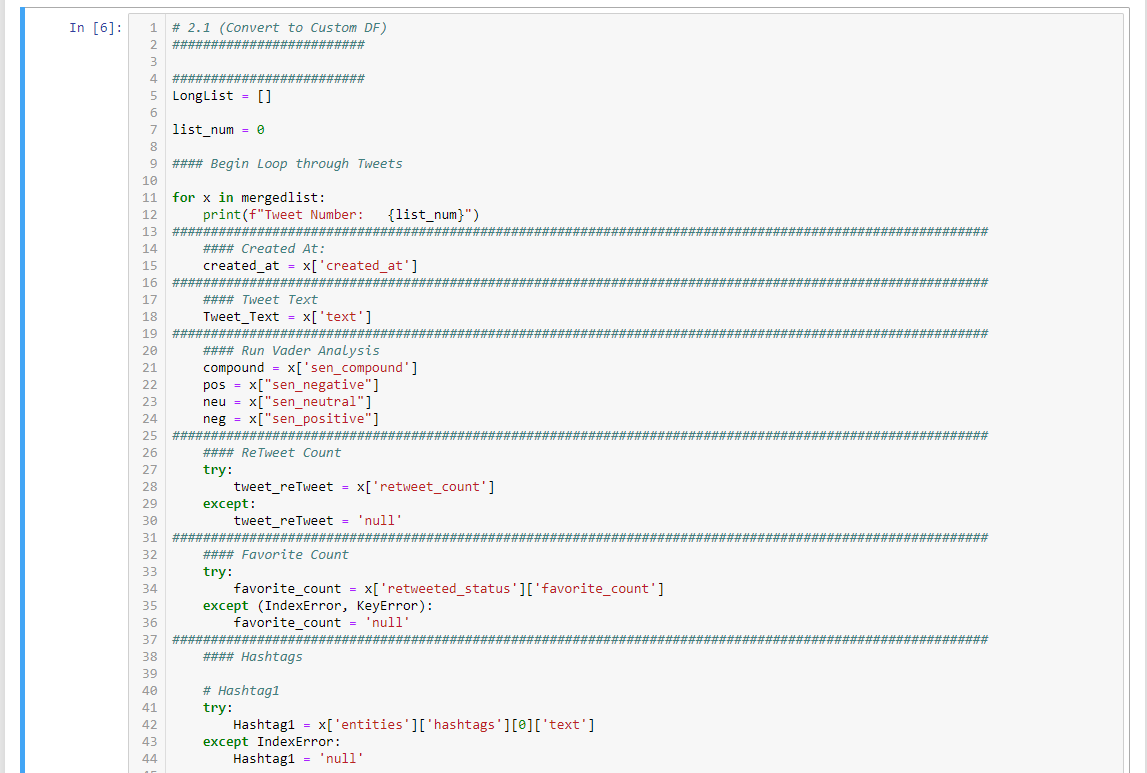 In [6]:
1 # 2.1 (Convert to Custom DF)
2 #########################
3
4 #########################
5 LongList = []
6
7 list_num = 0
8
9 #### Begin Loop through Tweets
10
11 for x in mergedlist:
12     print(f"Tweet Number:   {list_num}")
13 ##########################################################################################################
14     #### Created At:
15     created_at = x['created_at']
16 ##########################################################################################################
17     #### Tweet Text
18     Tweet_Text = x['text']
19 ##########################################################################################################
20     #### Run Vader Analysis
21     compound = x['sen_compound']
22     pos = x["sen_negative"]
23     neu = x["sen_neutral"]
24     neg = x["sen_positive"]
25 ##########################################################################################################
26     #### ReTweet Count
27     try:
28         tweet_reTweet = x['retweet_count']
29     except:
30         tweet_reTweet = 'null'
31 ##########################################################################################################
32     #### Favorite Count
33     try:
34         favorite_count = x['retweeted_status']['favorite_count']
35     except (IndexError, KeyError):
36         favorite_count = 'null'
37 ##########################################################################################################
38     #### Hashtags
39
40     # Hashtag1
41     try:
42         Hashtag1 = x['entities']['hashtags'][0]['text']
43     except IndexError:
44         Hashtag1 = 'null'